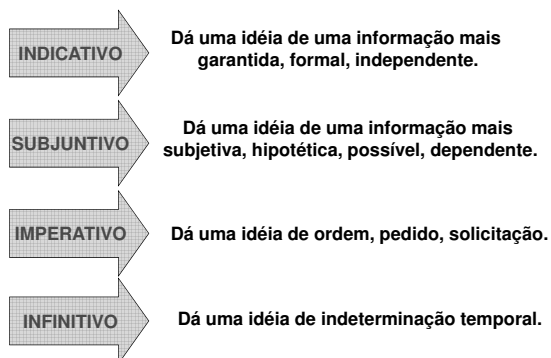 INDICATIVO
Dá uma idéia de uma informação mais
garantida, formal, independente.
SUBJUNTIVO
Dá uma idéia de uma informação mais
subjetiva, hipotética, possível, dependente.
IMPERATIVO
Dá uma idéia de ordem, pedido, solicitação.
INFINITIVO
Dá uma idéia de indeterminação temporal.